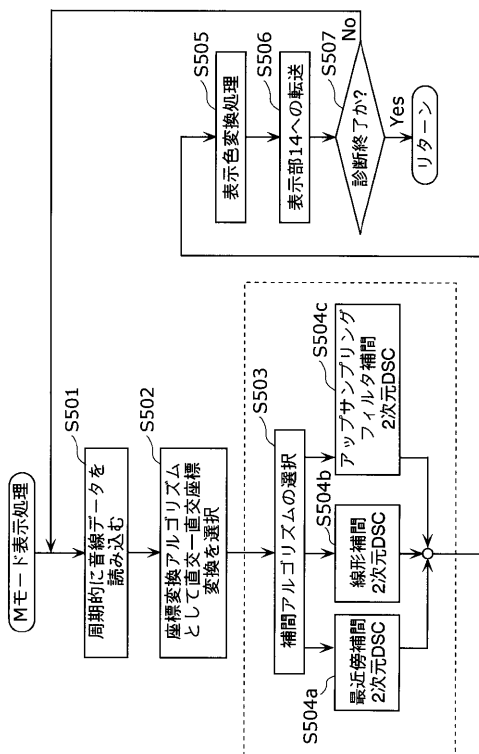 Mモード表示処理
S501
周期的に音線データを
読み込む
S502
座標変換アルゴリズム
として直交―直交座標
変換を選択
S503
補間アルゴリズムの選択
S504a
最近傍補間
2次元DSC
S504b
線形補間
2次元DSC
S504c
アップサンプリング
フィルタ補間
2次元DSC
S505
表示色変換処理
S506
表示部14への転送
S507
診断終了か?
No
Yes
リターン